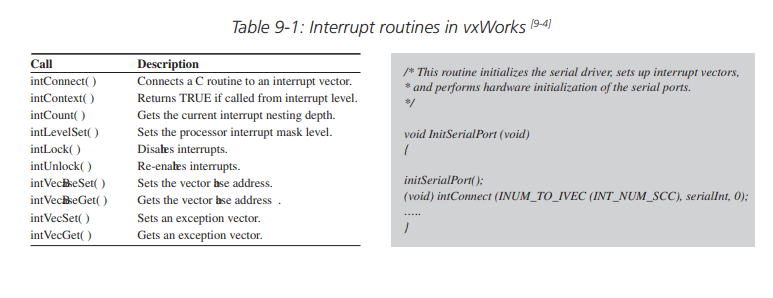 Table 9-1: Interrupt routines in vxWorks [9-4]
Call Description
intConnect( ) Connects a C routine to an interrupt vector.
intContext( ) Returns TRUE if called from interrupt level.
intCount( ) Gets the current interrupt nesting depth.
intLevelSet( ) Sets the processor interrupt mask level.
intLock( ) Disables interrupts.
intUnlock( ) Re-enables interrupts.
intVecBaseSet( ) Sets the vector base address.
intVecBaseGet( ) Gets the vector base address .
intVecSet( ) Sets an exception vector.
intVecGet( ) Gets an exception vector.
/* This routine initializes the serial driver, sets up interrupt vectors,
* and performs hardware initialization of the serial ports.
*/
void InitSerialPort (void)
{
initSerialPort();
(void) intConnect (INUM_TO_IVEC (INT_NUM_SCC), serialInt, 0);
.....
}